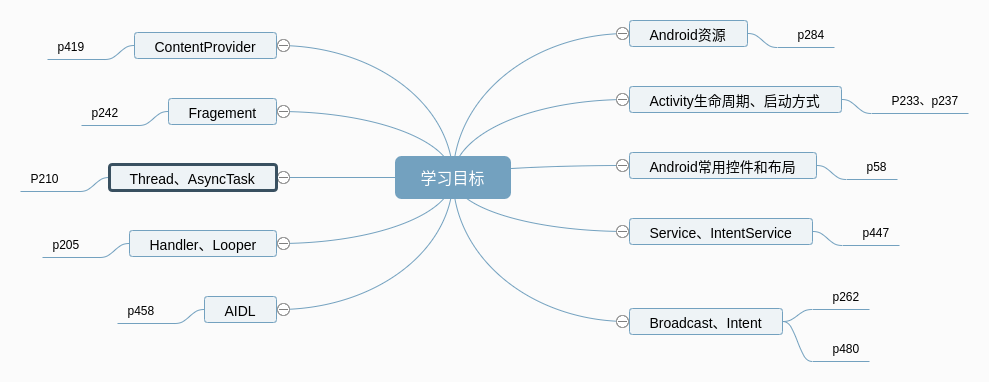 学习目标
Android资源
p284
Activity生命周期、启动方式
P233、p237
Android常用控件和布局
p58
Service、IntentService
p447
Broadcast、Intent
p262
p480
ContentProvider
p419
Fragement
p242
Thread、AsyncTask
P210
Handler、Looper
p205
AIDL
p458